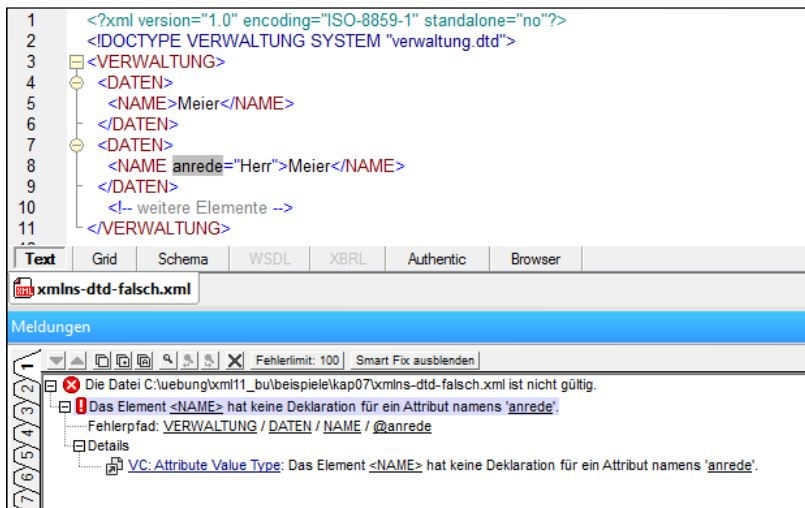 1 <?xml version="1.0" encoding="ISO-8859-1" standalone="no"?>
2 <!DOCTYPE VERWALTUNG SYSTEM "verwaltung.dtd">
3 <VERWALTUNG>
4 <DATEN>
5 <NAME>Meier</NAME>
6 </DATEN>
7 <DATEN>
8 <NAME anrede="Herr">Meier</NAME>
9 </DATEN>
10 <!-- weitere Elemente -->
11 </VERWALTUNG>
Text Grid Schema WSDL XBRL Authentic Browser
xmlns-dtd-falsch.xml
Meldungen
Fehlerlimit: 100 Smart Fix ausblenden
Die Datei C:\uebung\xml11_bu\beispiele\kap07\xmlns-dtd-falsch.xml ist nicht gültig.
Das Element <NAME> hat keine Deklaration für ein Attribut namens 'anrede'.
Fehlerpfad: VERWALTUNG / DATEN / NAME / @anrede
Details
VC: Attribute Value Type: Das Element <NAME> hat keine Deklaration für ein Attribut namens 'anrede'.
1
2
3
4
5
6
7